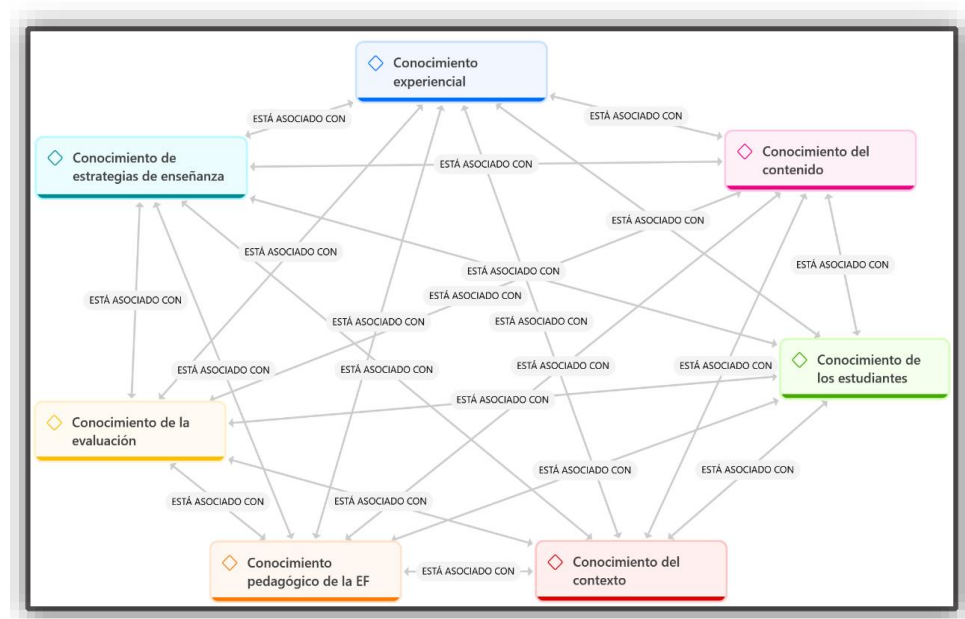 Conocimiento
experiencial
ESTÁ ASOCIADO CON
ESTÁ ASOCIADO CON
Conocimiento de
estrategias de enseñanza
ESTÁ ASOCIADO CON
Conocimiento del
contenido
ESTÁ ASOCIADO CON
ESTÁ ASOCIADO CON
ESTÁ ASOCIADO CON
ESTÁ ASOCIADO CON
ESTÁ ASOCIADO CON
ESTÁ ASOCIADO CON
ESTÁ ASOCIADO CON
ESTÁ ASOCIADO CON
ESTÁ ASOCIADO CON
ESTÁ ASOCIADO CON
ESTÁ ASOCIADO CON
ESTÁ ASOCIADO CON
ESTÁ ASOCIADO CON
Conocimiento de
los estudiantes
ESTÁ ASOCIADO CON
Conocimiento de la
evaluación
ESTÁ ASOCIADO CON
ESTÁ ASOCIADO CON
ESTÁ ASOCIADO CON
ESTÁ ASOCIADO CON
Conocimiento
pedagógico de la EF
ESTÁ ASOCIADO CON
Conocimiento del
contexto